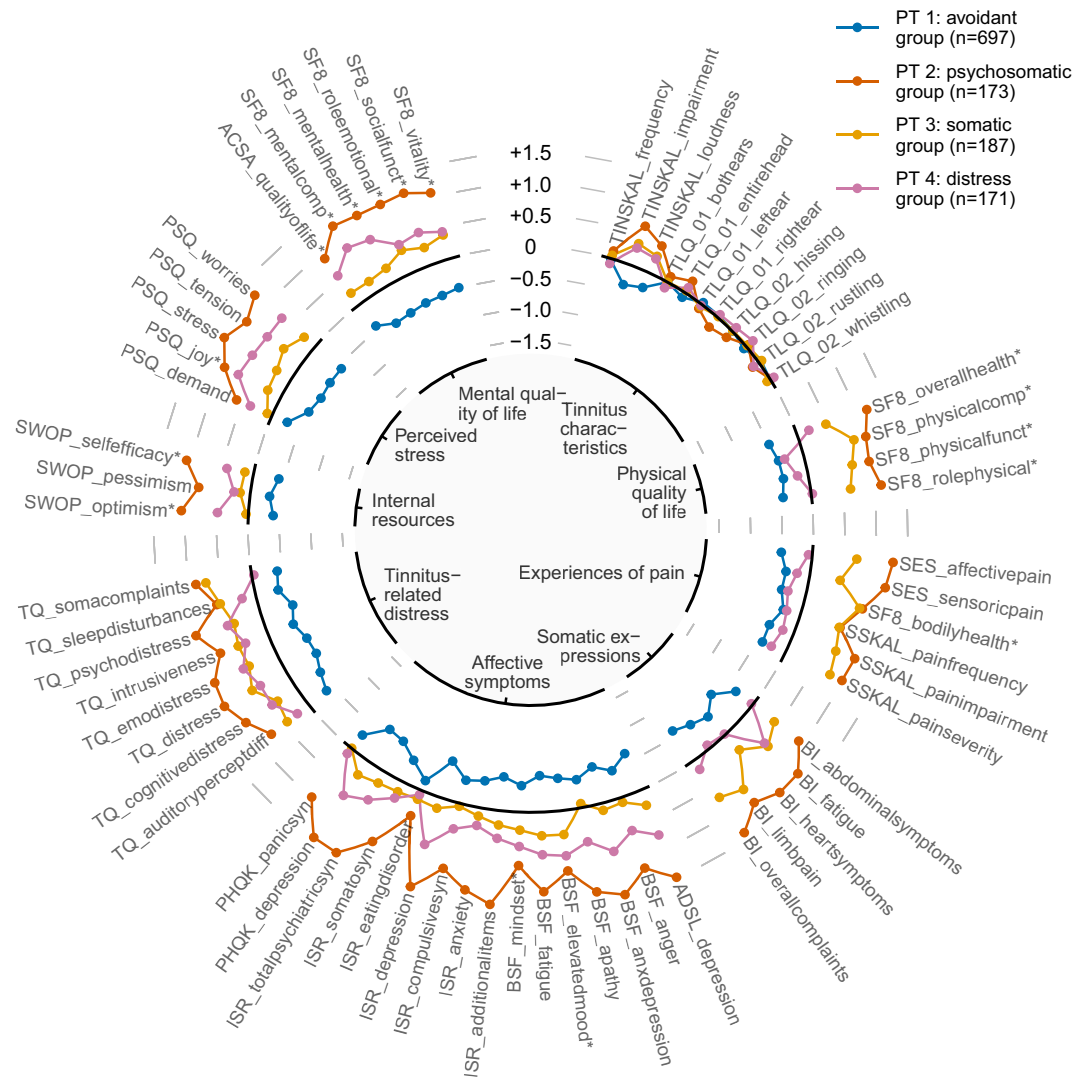 PT 1: avoidant
group (n=697)
PT 2: psychosomatic
group (n=173)
PT 3: somatic
group (n=187)
PT 4: distress
group (n=171)
+1.5
+1.0
+0.5
0
−0.5
−1.0
−1.5
TINSKAL_frequency
TINSKAL_impairment
TINSKAL_loudness
TLQ_01_bothears
TLQ_01_entirehead
TLQ_01_leftear
TLQ_01_rightear
TLQ_02_hissing
TLQ_02_ringing
TLQ_02_rustling
TLQ_02_whistling
SF8_overallhealth*
SF8_physicalcomp*
SF8_physicalfunct*
SF8_rolephysical*
SES_affectivepain
SES_sensoricpain
SF8_bodilyhealth*
SSKAL_painfrequency
SSKAL_painimpairment
SSKAL_painseverity
BI_abdominalsymptoms
BI_fatigue
BI_heartsymptoms
BI_limbpain
BI_overallcomplaints
ADSL_depression
BSF_anger
BSF_anxdepression
BSF_apathy
BSF_elevatedmood*
BSF_fatigue
BSF_mindset*
ISR_additionalitems
ISR_anxiety
ISR_compulsivesyn
ISR_depression
ISR_eatingdisorder
ISR_somatosyn
ISR_totalpsychiatricsyn
PHQK_depression
PHQK_panicsyn
TQ_auditoryperceptdiff
TQ_cognitivedistress
TQ_distress
TQ_emodistress
TQ_intrusiveness
TQ_psychodistress
TQ_sleepdisturbances
TQ_somacomplaints
SWOP_optimism*
SWOP_pessimism
SWOP_selfefficacy*
PSQ_demand
PSQ_joy*
PSQ_stress
PSQ_tension
PSQ_worries
ACSA_qualityoflife*
SF8_mentalcomp*
SF8_mentalhealth*
SF8_roleemotional*
SF8_socialfunct*
SF8_vitality*
Mental qual−
ity of life
Tinnitus
charac−
teristics
Physical
quality
of life
Experiences of pain
Somatic ex−
pressions
Affective
symptoms
Tinnitus−
related
distress
Internal
resources
Perceived
stress